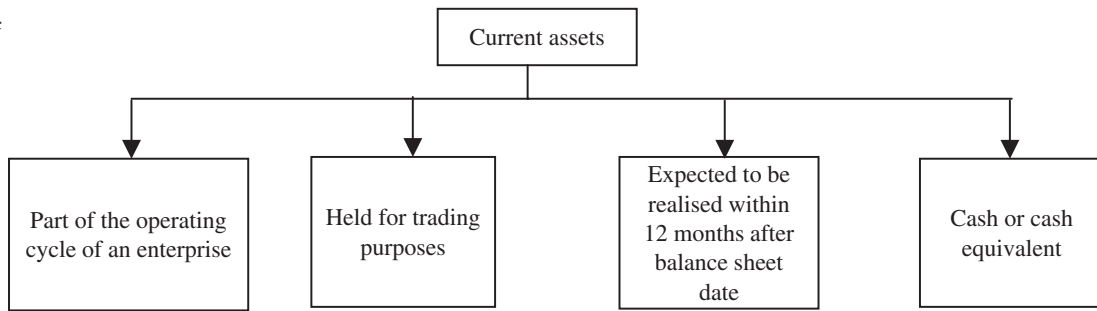 Current assets
Part of the operating
cycle of an enterprise
Held for trading
purposes
Expected to be
realised within
12 months after
balance sheet
date
Cash or cash
equivalent